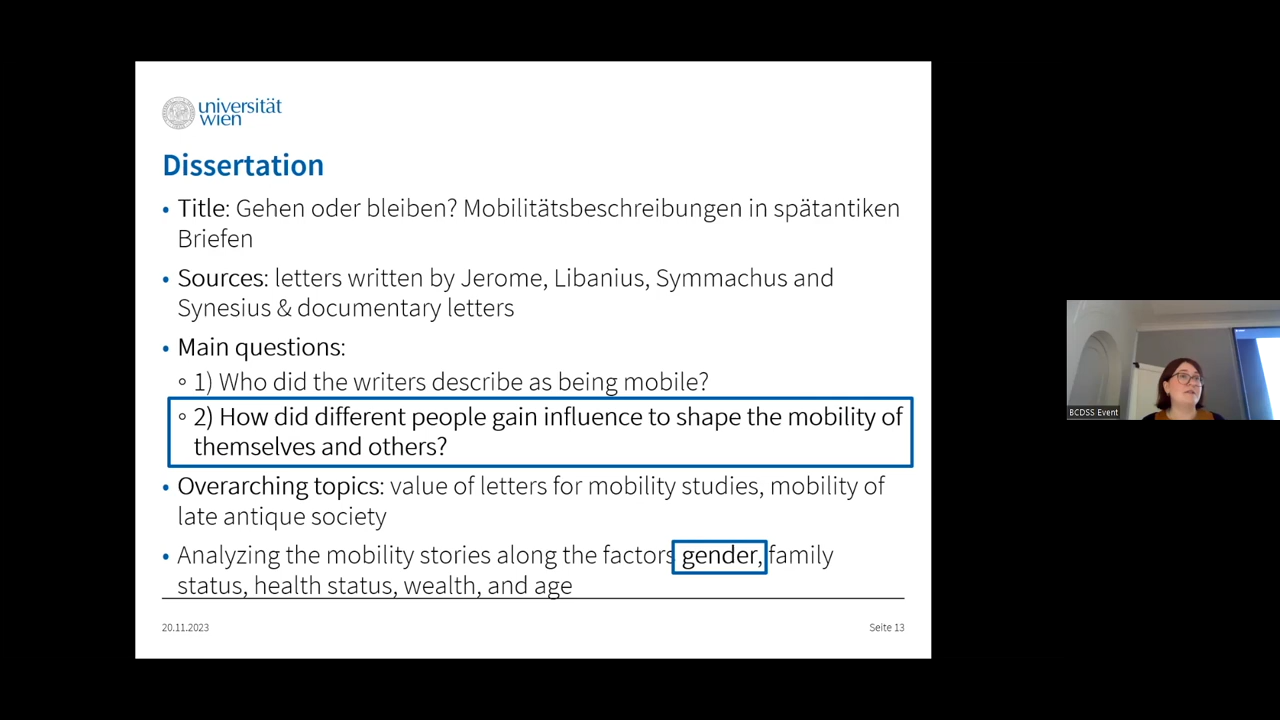 universität
wien
Dissertation
• Title: Gehen oder bleiben? Mobilitätsbeschreibungen in spätantiken
Briefen
• Sources: letters written by Jerome, Libanius, Symmachus and
Synesius & documentary letters
• Main questions:
◦ 1) Who did the writers describe as being mobile?
◦ 2) How did different people gain influence to shape the mobility of
themselves and others?
• Overarching topics: value of letters for mobility studies, mobility of
late antique society
• Analyzing the mobility stories along the factors gender, family
status, health status, wealth, and age
20.11.2023
Seite 13
BCDSS Event